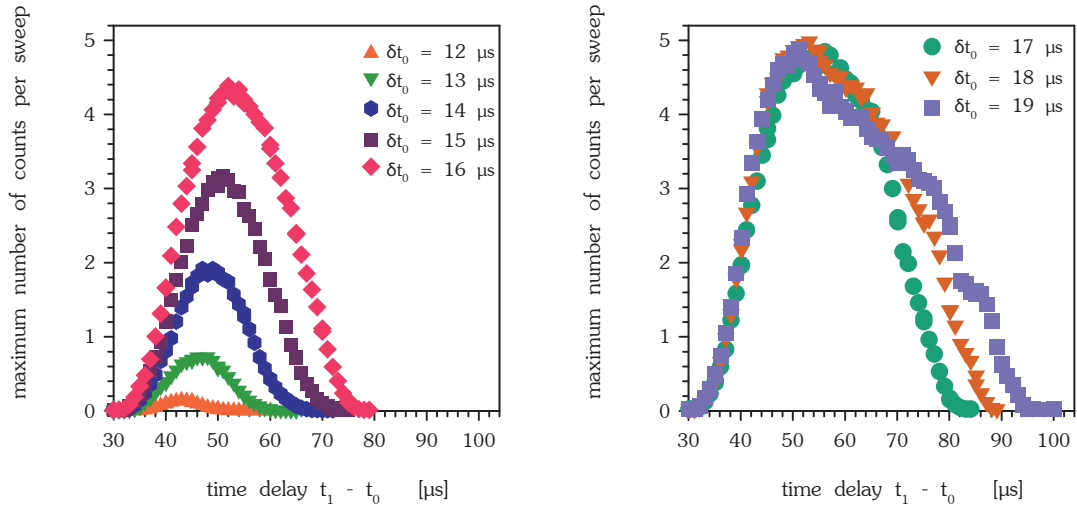 maximum number of counts per sweep
5
4
3
2
1
0
30 40 50 60 70 80 90 100
time delay t₁ - t₀ [μs]
δt₀ = 12 μs
δt₀ = 13 μs
δt₀ = 14 μs
δt₀ = 15 μs
δt₀ = 16 μs
maximum number of counts per sweep
5
4
3
2
1
0
30 40 50 60 70 80 90 100
time delay t₁ - t₀ [μs]
δt₀ = 17 μs
δt₀ = 18 μs
δt₀ = 19 μs